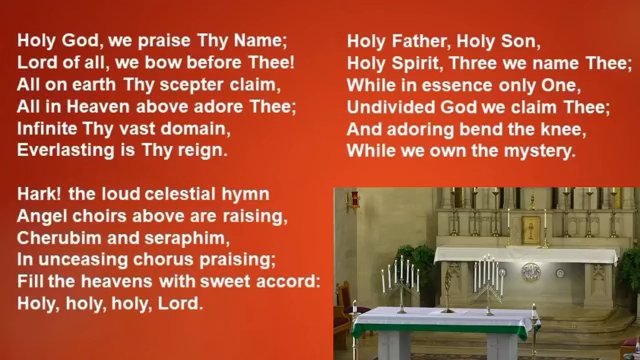 Holy God, we praise Thy Name;
Lord of all, we bow before Thee!
All on earth Thy scepter claim,
All in Heaven above adore Thee;
Infinite Thy vast domain,
Everlasting is Thy reign.
Hark! the loud celestial hymn
Angel choirs above are raising,
Cherubim and seraphim,
In unceasing chorus praising;
Fill the heavens with sweet accord:
Holy, holy, holy, Lord.
Holy Father, Holy Son,
Holy Spirit, Three we name Thee;
While in essence only One,
Undivided God we claim Thee;
And adoring bend the knee,
While we own the mystery.